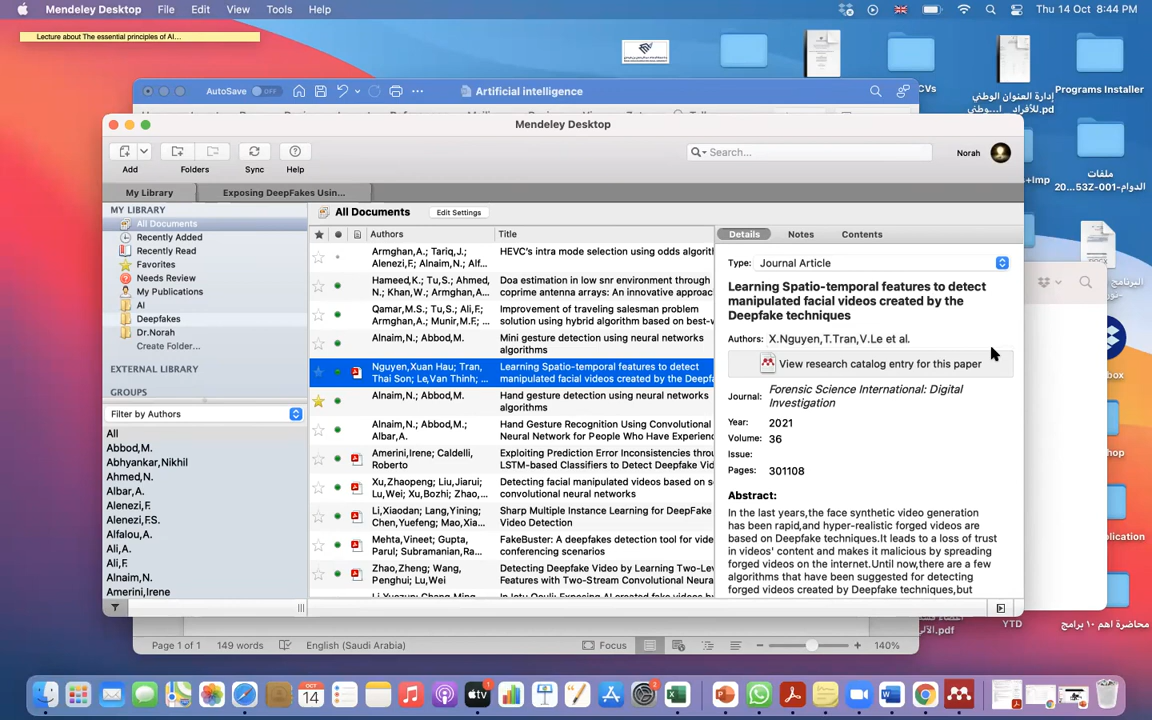 Mendeley Desktop File Edit View Tools Help Thu 14 Oct 8:44 PM
Lecture about The essential principles of AI...
AutoSave OFF Artificial intelligence
CVs
Programs Installer
إدارة العنوان الوطني
للأفراد
ملفات
الدوام-001-20...53Z
Mendeley Desktop
Add Folders Sync Help
Search...
Norah
My Library Exposing DeepFakes Usin...
MY LIBRARY
All Documents
Recently Added
Recently Read
Favorites
Needs Review
My Publications
AI
Deepfakes
Dr.Norah
Create Folder...
EXTERNAL LIBRARY
GROUPS
Filter by Authors
All
Abbod,M.
Abhyankar,Nikhil
Ahmed,N.
Albar,A.
Alenezi,F.
Alenezi,F.S.
Alfalou,A.
Ali,A.
Ali,F.
Alnaim,N.
Amerini,Irene
All Documents Edit Settings
Authors Title
Armghan,A.; Tariq,J.; HEVC's intra mode selection using odds algorit...
Alenezi,F.; Alnaim,N.; Alf...
Hameed,K.; Tu,S.; Ahmed, Doa estimation in low snr environment through
N.; Khan,W.; Armghan,A... coprime antenna arrays: An innovative approac
Qamar,M.S.; Tu,S.; Ali,F.; Improvement of traveling salesman problem
Armghan,A.; Munir,M.F.; ... solution using hybrid algorithm based on best-w
Alnaim,N.; Abbod,M. Mini gesture detection using neural networks
algorithms
Nguyen,Xuan Hau; Tran, Learning Spatio-temporal features to detect
Thai Son; Le,Van Thinh; ... manipulated facial videos created by the Deepfa
Alnaim,N.; Abbod,M. Hand gesture detection using neural networks
algorithms
Alnaim,N.; Abbod,M.; Hand Gesture Recognition Using Convolutional
Albar,A. Neural Network for People Who Have Experienc
Amerini,Irene; Caldelli, Exploiting Prediction Error Inconsistencies throu
Roberto LSTM-based Classifiers to Detect Deepfake Vid
Xu,Zhaopeng; Liu,Jiarui; Detecting facial manipulated videos based on se
Lu,Wei; Xu,Bozhi; Zhao,... convolutional neural networks
Li,Xiaodan; Lang,Yining; Sharp Multiple Instance Learning for DeepFake
Chen,Yuefeng; Mao,Xia... Video Detection
Mehta,Vineet; Gupta, FakeBuster: A deepfakes detection tool for vide
Parul; Subramanian,Ra... conferencing scenarios
Zhao,Zeng; Wang, Detecting Deepfake Video by Learning Two-Lev
Penghui; Lu,Wei Features with Two-Stream Convolutional Neura
Details Notes Contents
Type: Journal Article
Learning Spatio-temporal features to detect
manipulated facial videos created by the
Deepfake techniques
Authors: X.Nguyen,T.Tran,V.Le et al.
View research catalog entry for this paper
Journal: Forensic Science International: Digital
Investigation
Year: 2021
Volume: 36
Issue:
Pages: 301108
Abstract:
In the last years,the face synthetic video generation
has been rapid,and hyper-realistic forged videos are
based on Deepfake techniques.It leads to a loss of trust
in videos' content and makes it malicious by spreading
forged videos on the internet.Until now,there are a few
algorithms that have been suggested for detecting
forged videos created by Deepfake techniques,but
YTD
محاضرة اهم ١٠ برامج
Page 1 of 1 149 words English (Saudi Arabia) Focus 140%